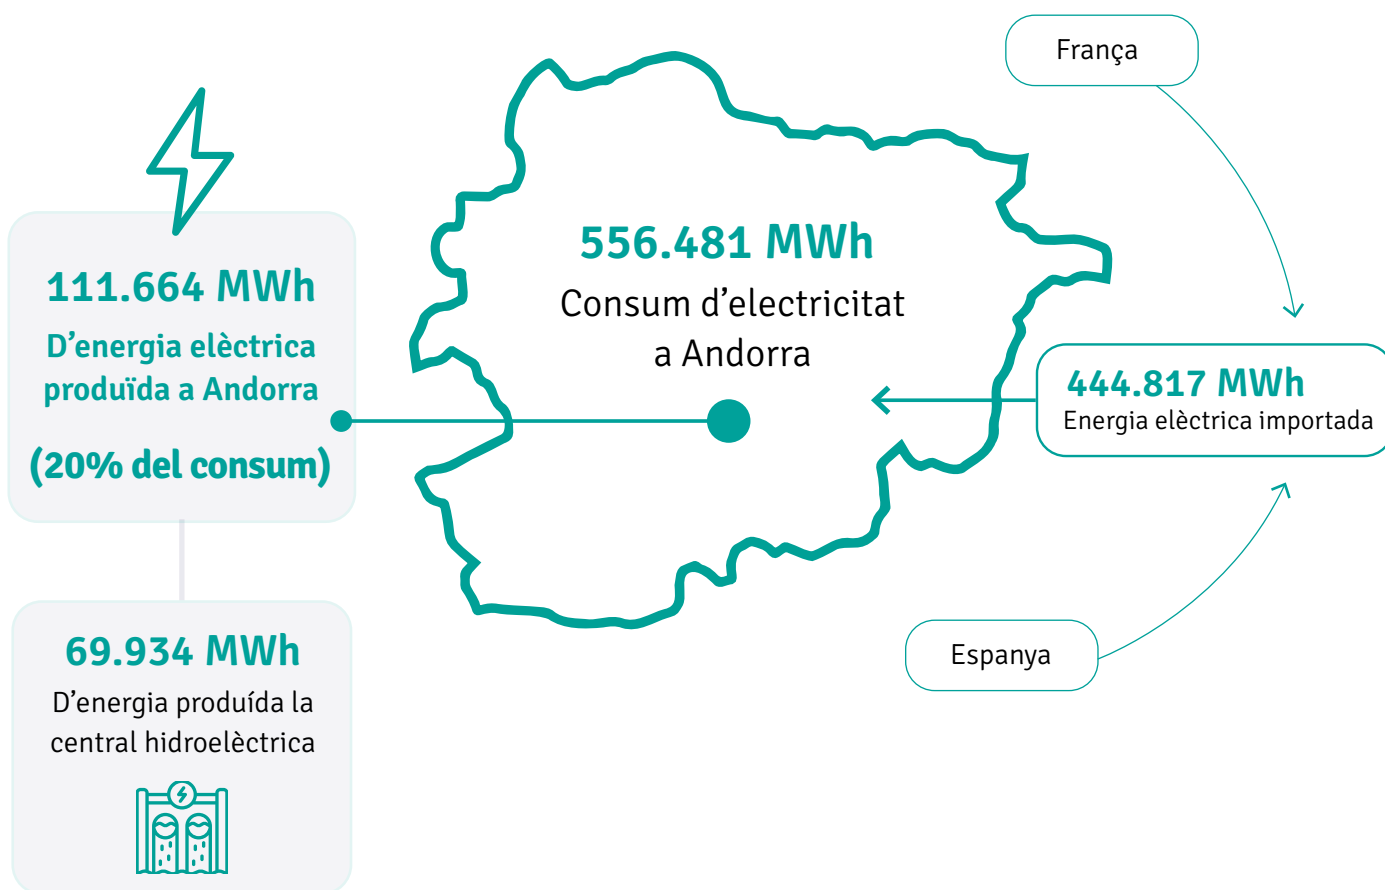 França
111.664 MWh
D'energia elèctrica
produïda a Andorra
(20% del consum)
556.481 MWh
Consum d'electricitat
a Andorra
444.817 MWh
Energia elèctrica importada
Espanya
69.934 MWh
D'energia produída la
central hidroelèctrica